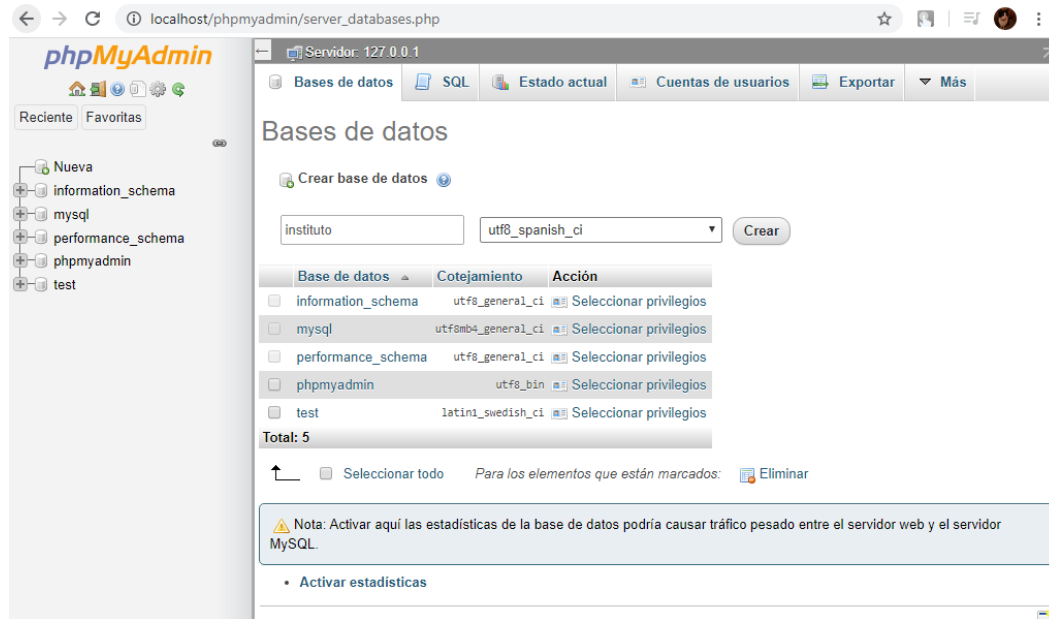 localhost/phpmyadmin/server_databases.php
phpMyAdmin
Reciente Favoritas
Nueva
information_schema
mysql
performance_schema
phpmyadmin
test
Servidor: 127.0.0.1
Bases de datos SQL Estado actual Cuentas de usuarios Exportar Más
Bases de datos
Crear base de datos
instituto utf8_spanish_ci Crear
Base de datos Cotejamiento Acción
information_schema utf8_general_ci Seleccionar privilegios
mysql utf8mb4_general_ci Seleccionar privilegios
performance_schema utf8_general_ci Seleccionar privilegios
phpmyadmin utf8_bin Seleccionar privilegios
test latin1_swedish_ci Seleccionar privilegios
Total: 5
Seleccionar todo Para los elementos que están marcados: Eliminar
Nota: Activar aquí las estadísticas de la base de datos podría causar tráfico pesado entre el servidor web y el servidor
MySQL.
• Activar estadísticas